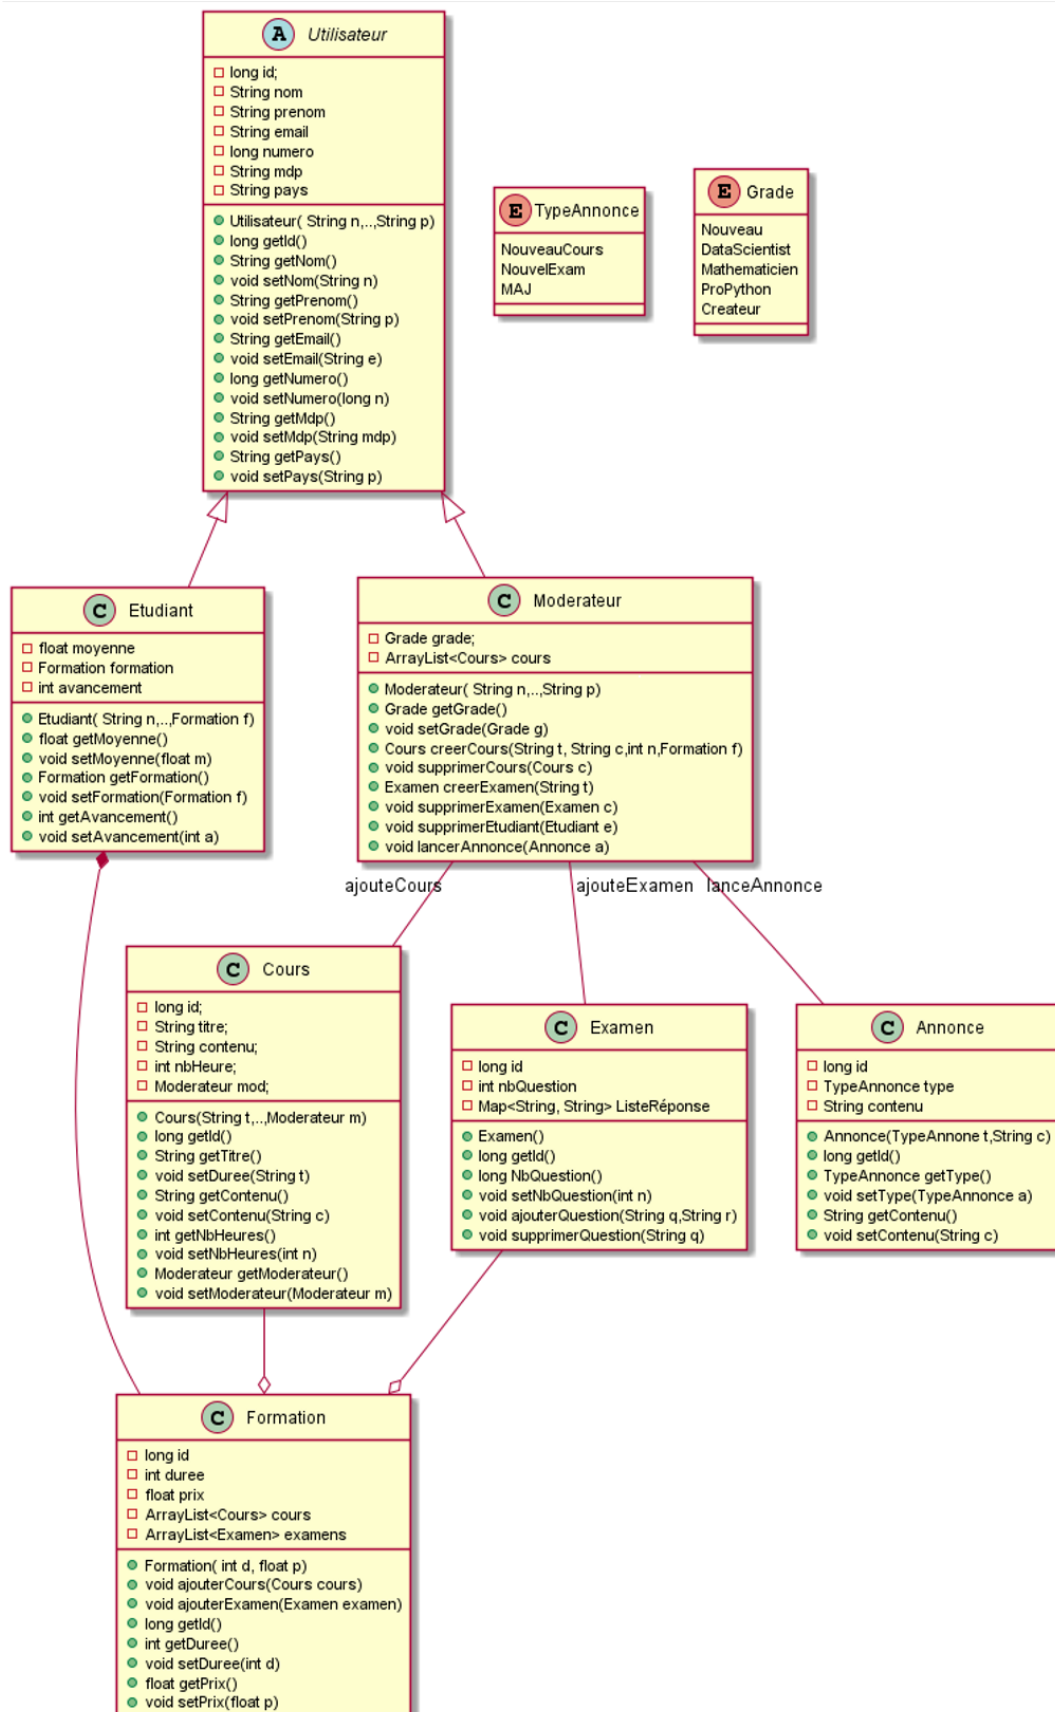 A Utilisateur
long id;
String nom
String prenom
String email
long numero
String mdp
String pays
Utilisateur( String n,..,String p)
long getId()
String getNom()
void setNom(String n)
String getPrenom()
void setPrenom(String p)
String getEmail()
void setEmail(String e)
long getNumero()
void setNumero(long n)
String getMdp()
void setMdp(String mdp)
String getPays()
void setPays(String p)
E TypeAnnonce
NouveauCours
NouvelExam
MAJ
E Grade
Nouveau
DataScientist
Mathematicien
ProPython
Createur
C Etudiant
float moyenne
Formation formation
int avancement
Etudiant( String n,..,Formation f)
float getMoyenne()
void setMoyenne(float m)
Formation getFormation()
void setFormation(Formation f)
int getAvancement()
void setAvancement(int a)
C Moderateur
Grade grade;
ArrayList<Cours> cours
Moderateur( String n,..,String p)
Grade getGrade()
void setGrade(Grade g)
Cours creerCours(String t, String c,int n,Formation f)
void supprimerCours(Cours c)
Examen creerExamen(String t)
void supprimerExamen(Examen c)
void supprimerEtudiant(Etudiant e)
void lancerAnnonce(Annonce a)
ajouteCours
ajouteExamen
lanceAnnonce
C Cours
long id;
String titre;
String contenu;
int nbHeure;
Moderateur mod;
Cours(String t,..,Moderateur m)
long getId()
String getTitre()
void setDuree(String t)
String getContenu()
void setContenu(String c)
int getNbHeures()
void setNbHeures(int n)
Moderateur getModerateur()
void setModerateur(Moderateur m)
C Examen
long id
int nbQuestion
Map<String, String> ListeRéponse
Examen()
long getId()
long NbQuestion()
void setNbQuestion(int n)
void ajouterQuestion(String q,String r)
void supprimerQuestion(String q)
C Annonce
long id
TypeAnnonce type
String contenu
Annonce(TypeAnnone t,String c)
long getId()
TypeAnnonce getType()
void setType(TypeAnnonce a)
String getContenu()
void setContenu(String c)
C Formation
long id
int duree
float prix
ArrayList<Cours> cours
ArrayList<Examen> examens
Formation( int d, float p)
void ajouterCours(Cours cours)
void ajouterExamen(Examen examen)
long getId()
int getDuree()
void setDuree(int d)
float getPrix()
void setPrix(float p)